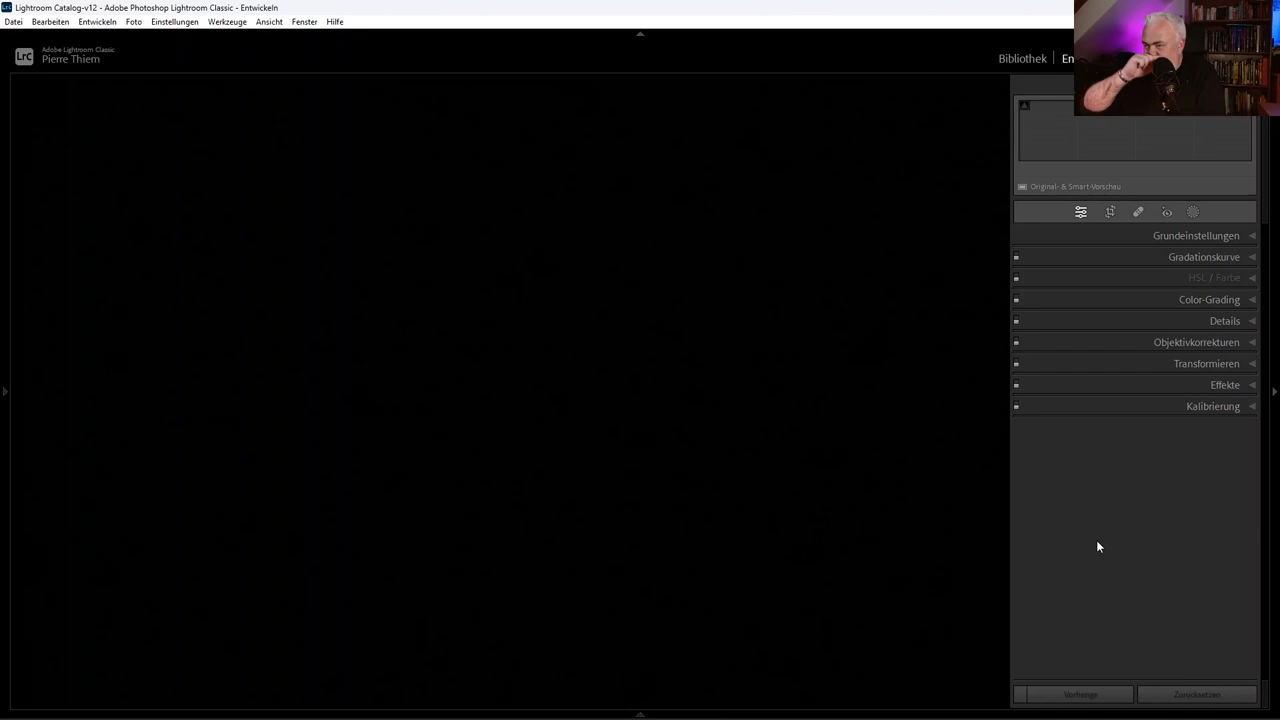 Lightroom Catalog-v12 - Adobe Photoshop Lightroom Classic - Entwickeln
Datei Bearbeiten Entwickeln Foto Einstellungen Werkzeuge Ansicht Fenster Hilfe
Lrc
Adobe Lightroom Classic
Pierre Thiem
Bibliothek | En
Original- & Smart-Vorschau
Grundeinstellungen
Gradationskurve
HSL / Farbe
Color-Grading
Details
Objektivkorrekturen
Transformieren
Effekte
Kalibrierung
Vorherige Zurücksetzen